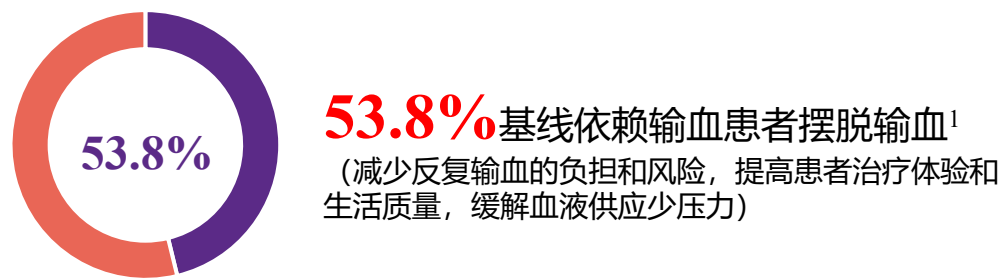 53.8%
53.8%基线依赖输血患者摆脱输血1
（减少反复输血的负担和风险，提高患者治疗体验和
生活质量，缓解血液供应少压力）